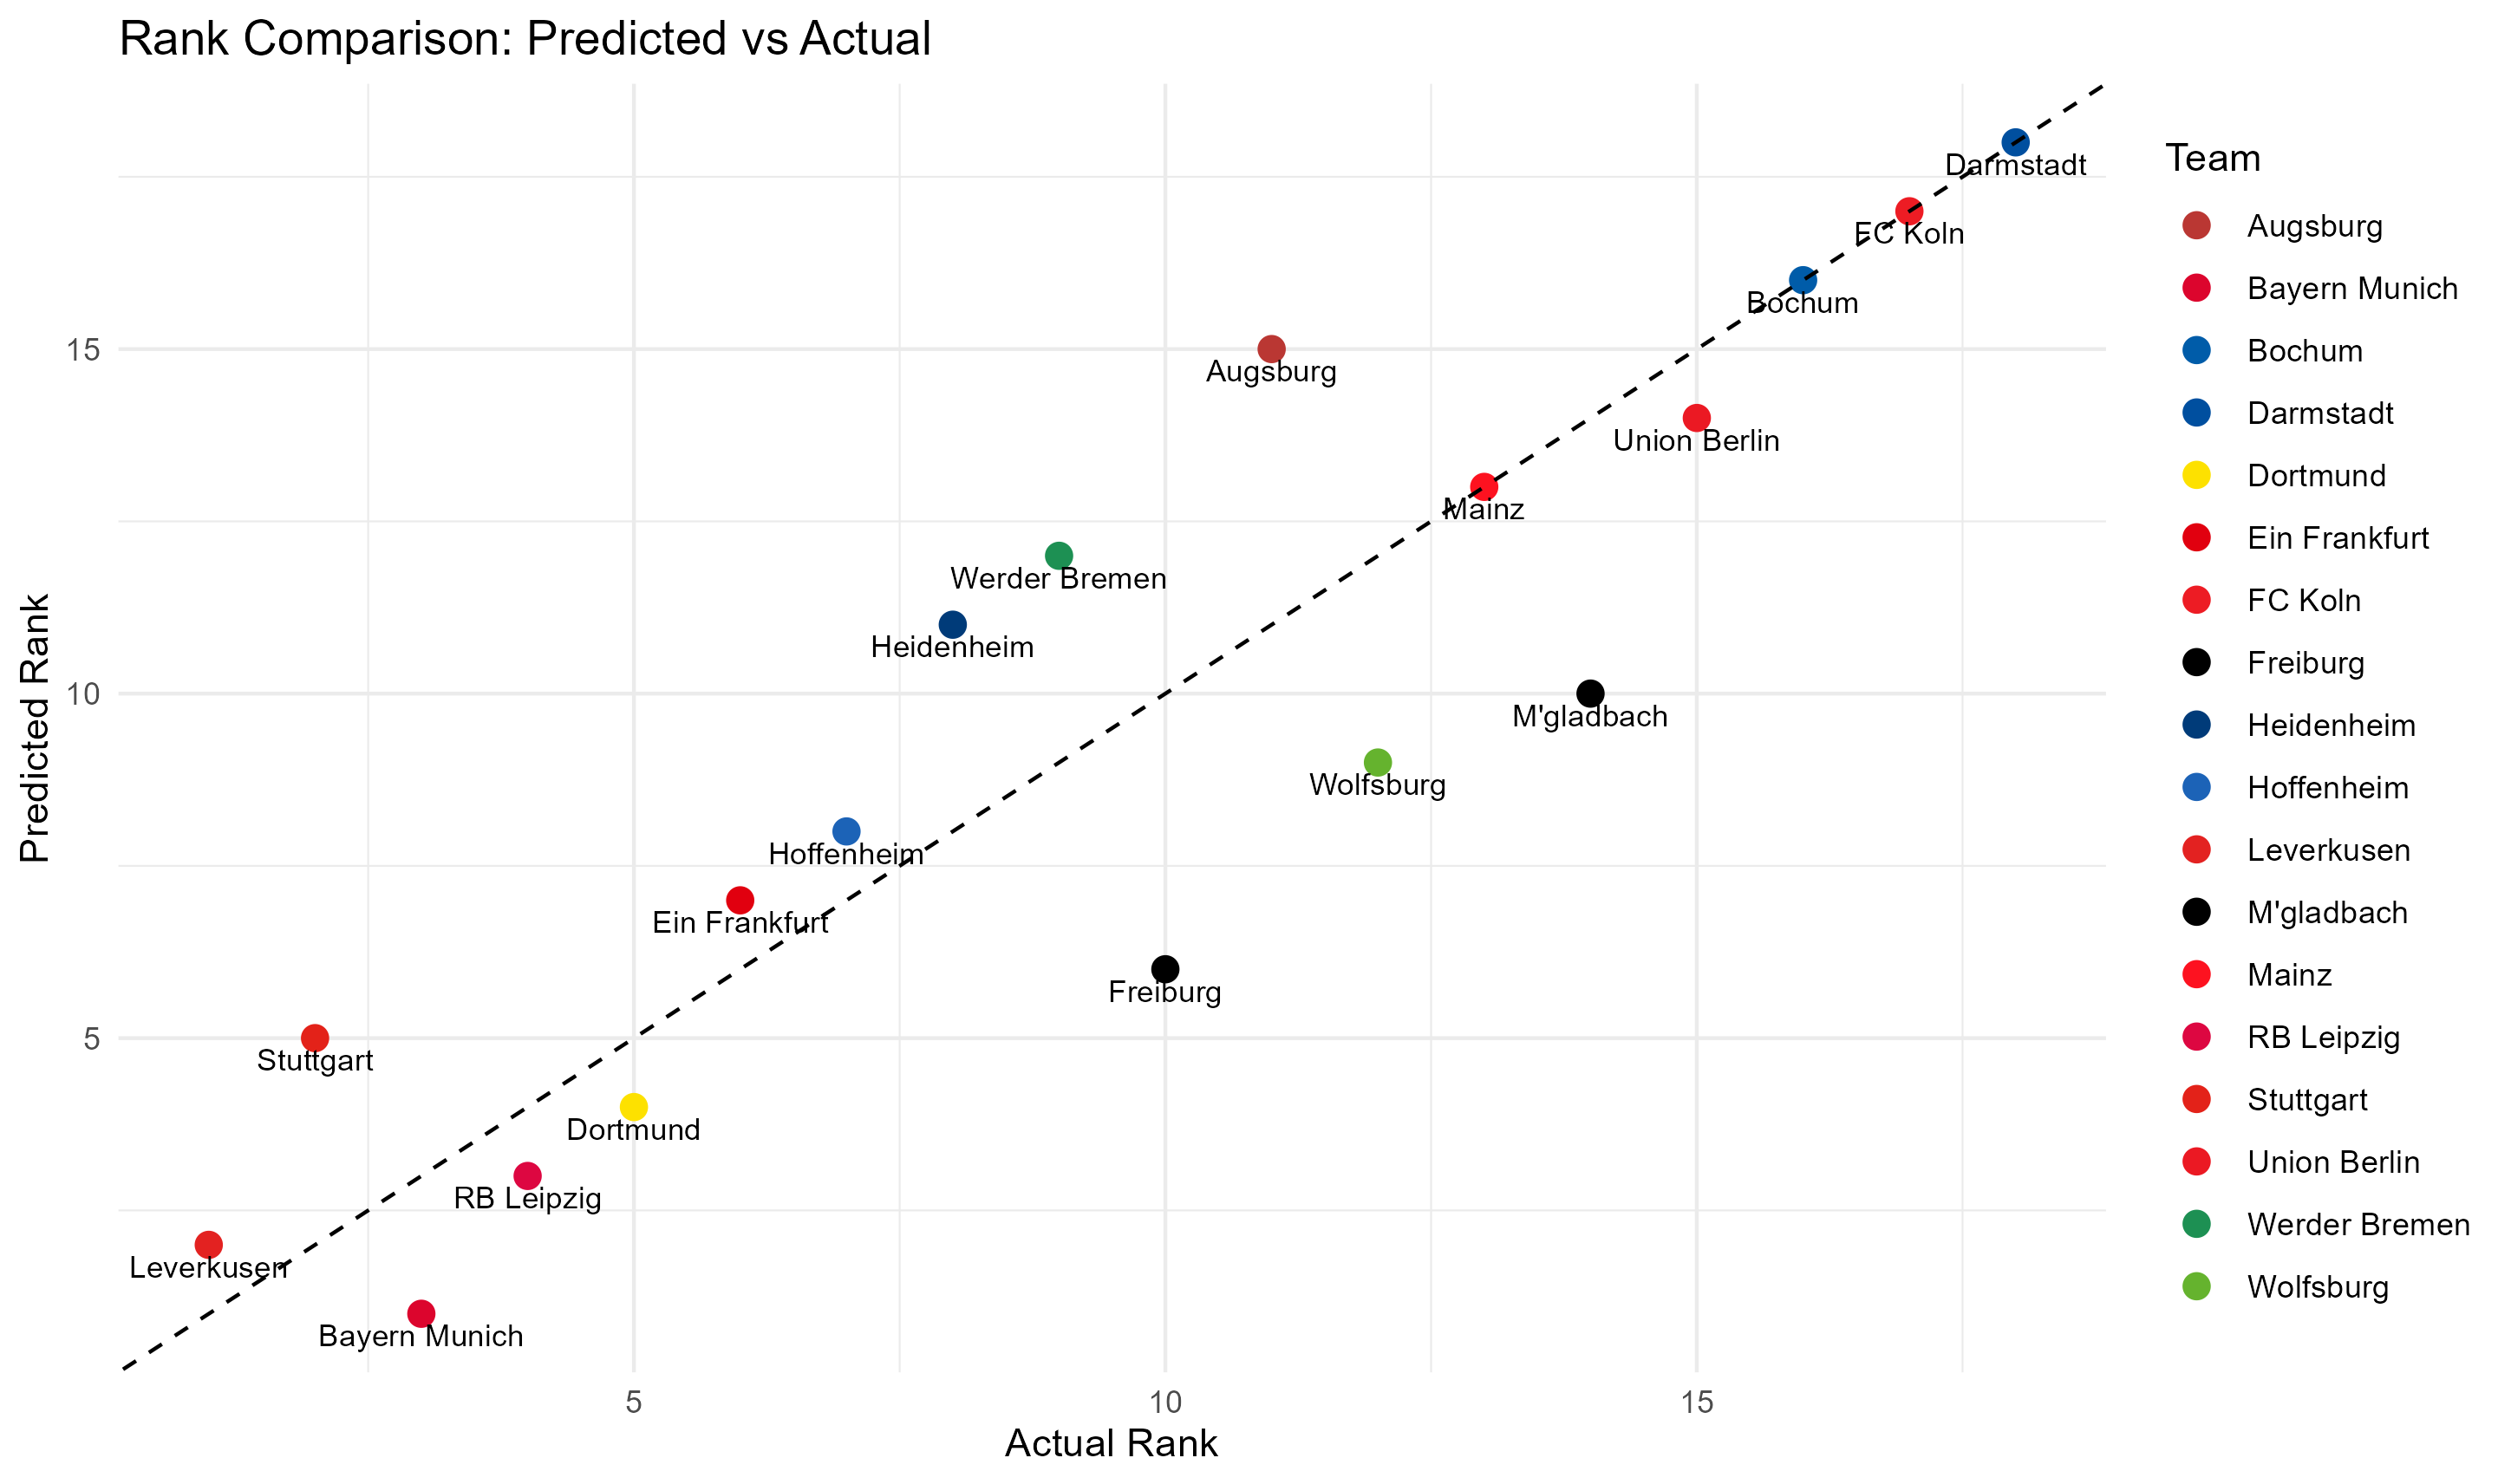 Rank Comparison: Predicted vs Actual
Predicted Rank
15
10
5
Darmstadt
FC Koln
Bochum
Augsburg
Union Berlin
Mainz
Werder Bremen
Heidenheim
M'gladbach
Wolfsburg
Hoffenheim
Ein Frankfurt
Freiburg
Stuttgart
Dortmund
RB Leipzig
Leverkusen
Bayern Munich
5
10
15
Actual Rank
Team
Augsburg
Bayern Munich
Bochum
Darmstadt
Dortmund
Ein Frankfurt
FC Koln
Freiburg
Heidenheim
Hoffenheim
Leverkusen
M'gladbach
Mainz
RB Leipzig
Stuttgart
Union Berlin
Werder Bremen
Wolfsburg